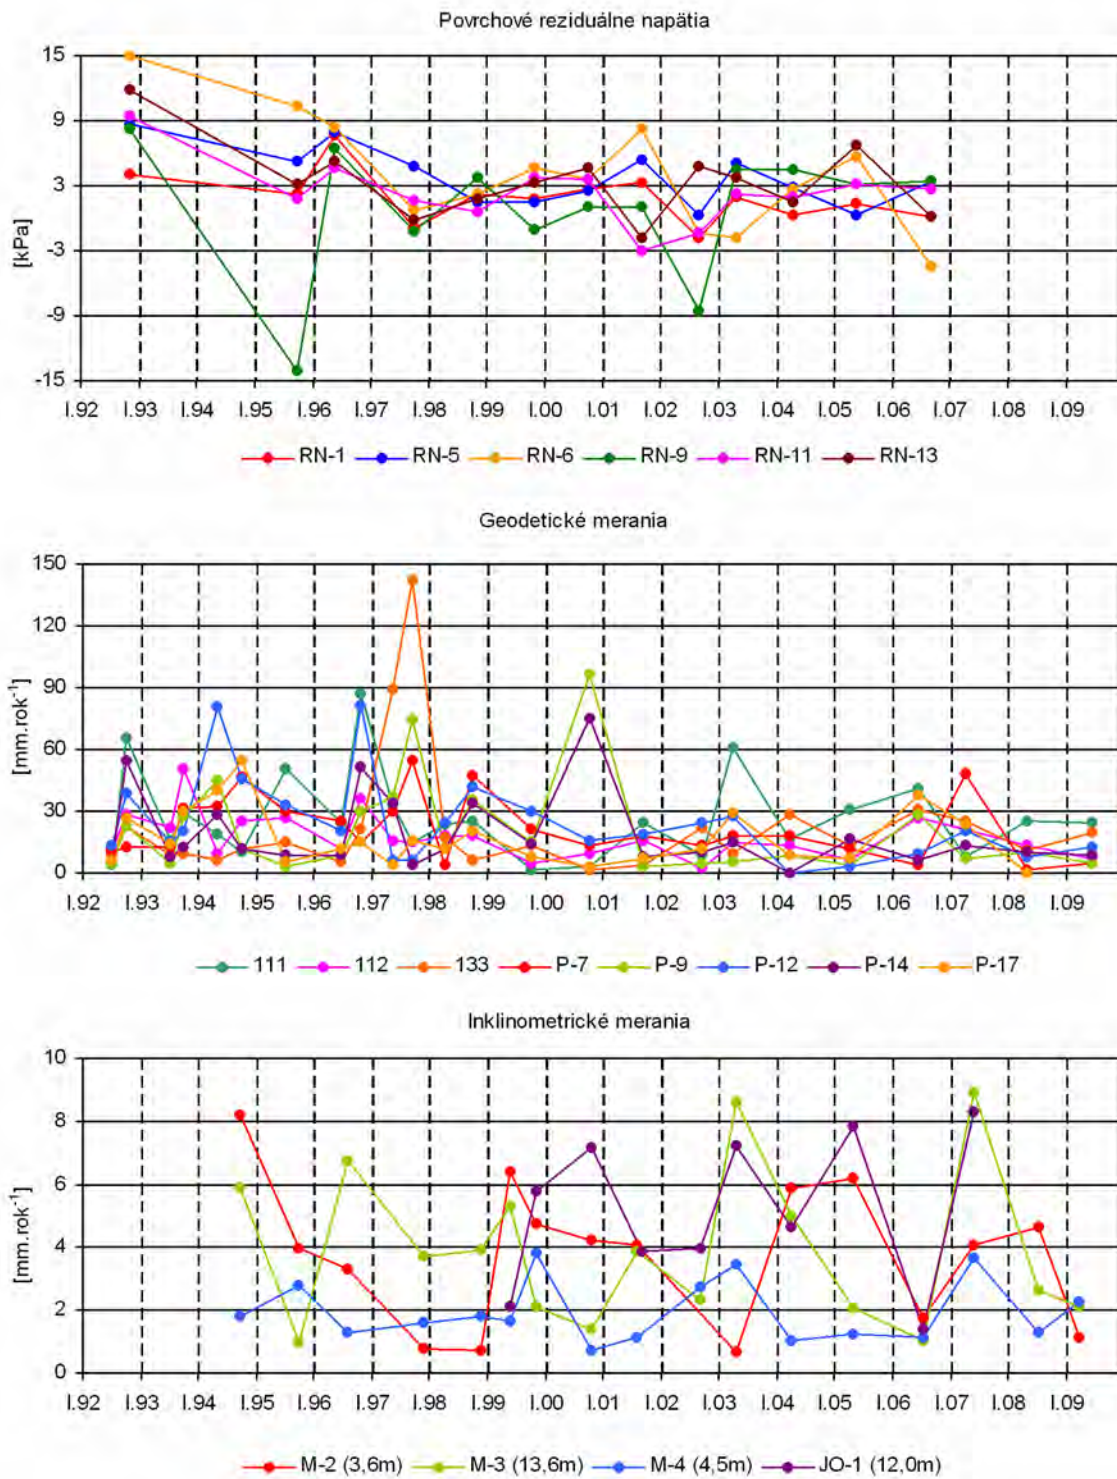 Povrchové reziduálne napätia
15
9
3
-3
-9
-15
[kPa]
I.92 I.93 I.94 I.95 I.96 I.97 I.98 I.99 I.00 I.01 I.02 I.03 I.04 I.05 I.06 I.07 I.08 I.09
RN-1 RN-5 RN-6 RN-9 RN-11 RN-13
Geodetické merania
150
120
90
60
30
0
[mm.rok-1]
I.92 I.93 I.94 I.95 I.96 I.97 I.98 I.99 I.00 I.01 I.02 I.03 I.04 I.05 I.06 I.07 I.08 I.09
111 112 133 P-7 P-9 P-12 P-14 P-17
Inklinometrické merania
10
8
6
4
2
0
[mm.rok-1]
I.92 I.93 I.94 I.95 I.96 I.97 I.98 I.99 I.00 I.01 I.02 I.03 I.04 I.05 I.06 I.07 I.08 I.09
M-2 (3,6m) M-3 (13,6m) M-4 (4,5m) JO-1 (12,0m)